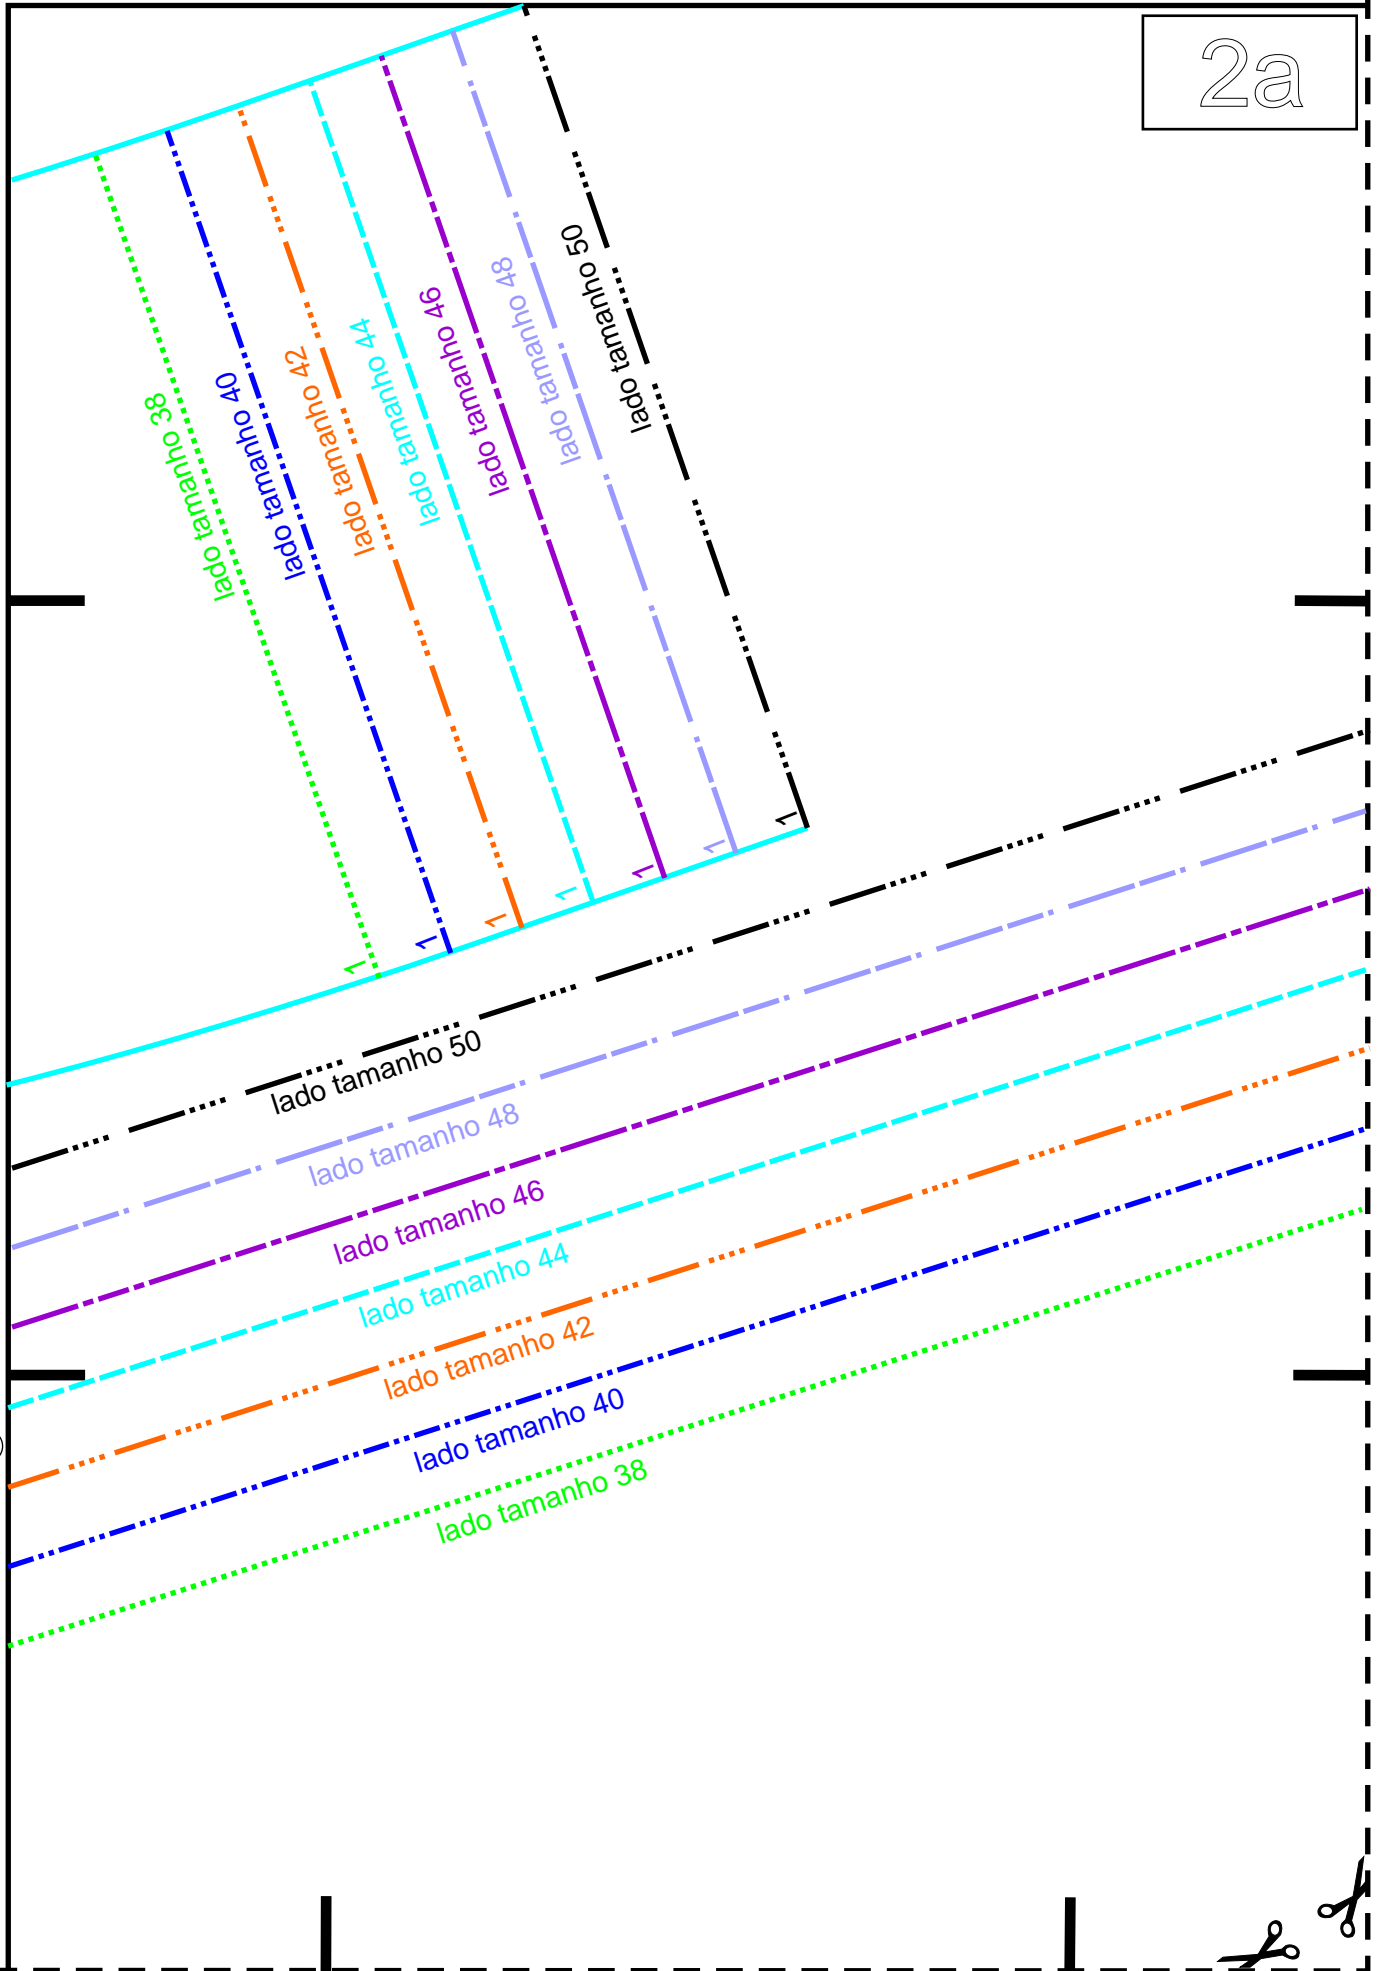 2a
lado tamanho 38
lado tamanho 40
lado tamanho 42
lado tamanho 44
lado tamanho 46
lado tamanho 48
lado tamanho 50
1
1
1
1
1
1
1
lado tamanho 50
lado tamanho 48
lado tamanho 46
lado tamanho 44
lado tamanho 42
lado tamanho 40
lado tamanho 38